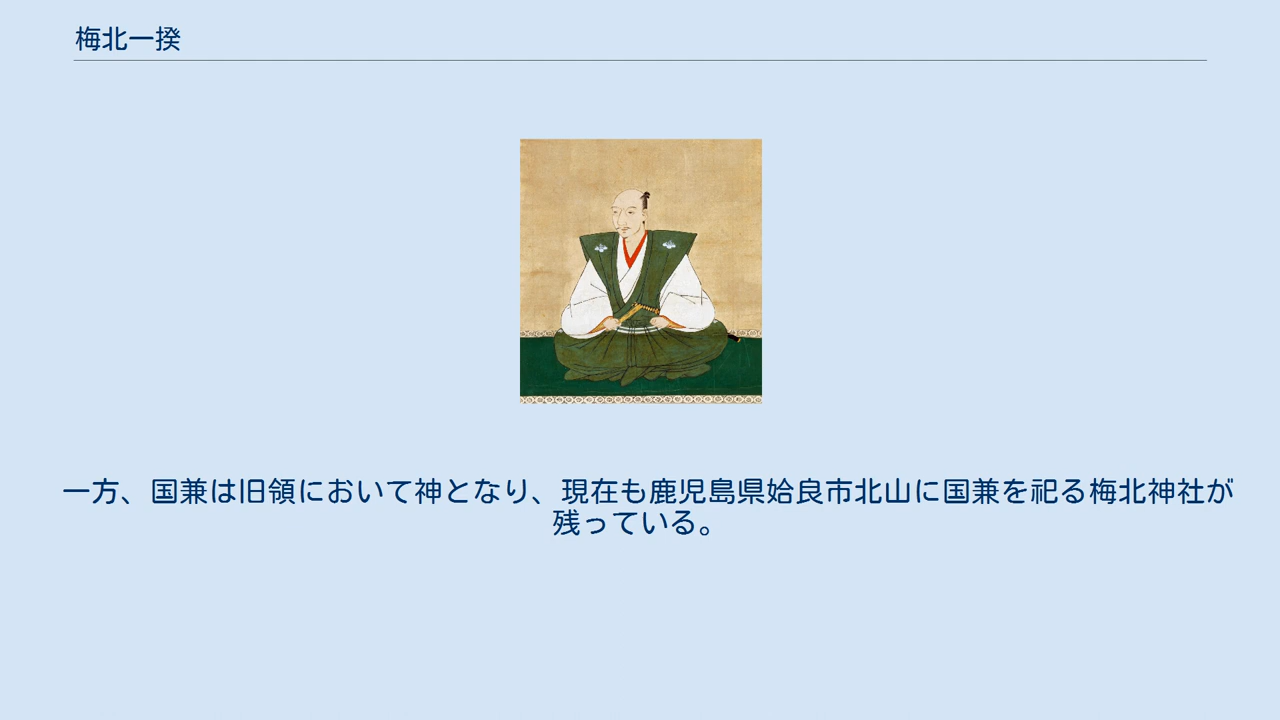 梅北一揆
一方、国兼は旧領において神となり、現在も鹿児島県姶良市北山に国兼を祀る梅北神社が
残っている。